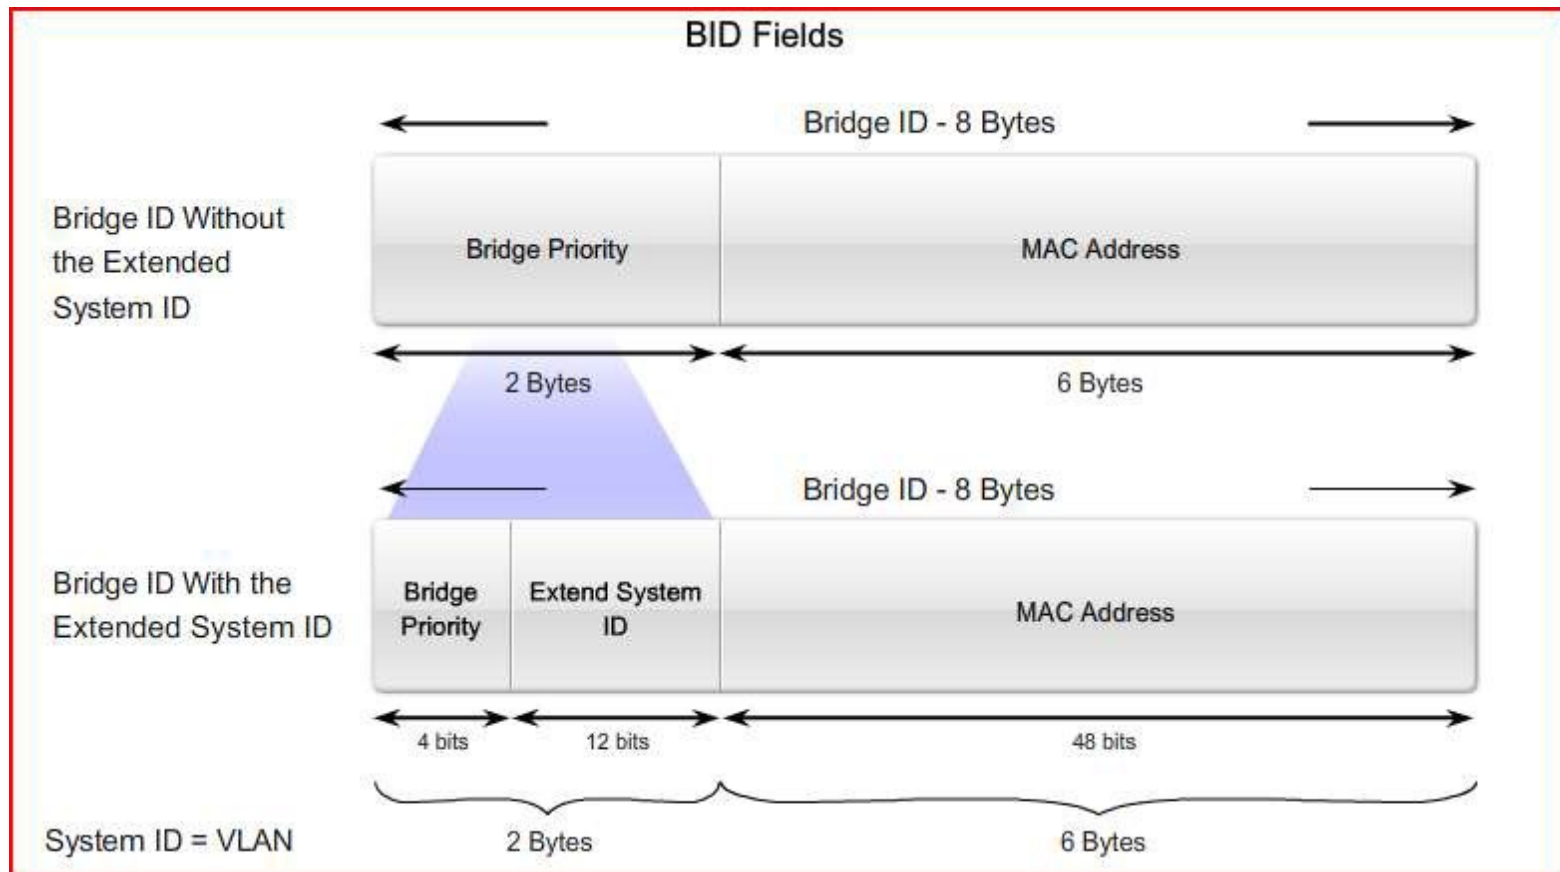 BID Fields
Bridge ID - 8 Bytes
Bridge ID Without
the Extended
System ID
Bridge Priority
MAC Address
2 Bytes
6 Bytes
Bridge ID - 8 Bytes
Bridge ID With the
Extended System ID
Bridge
Priority
Extend System
ID
MAC Address
4 bits
12 bits
48 bits
System ID = VLAN
2 Bytes
6 Bytes